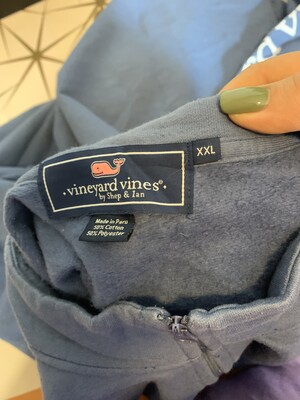 vineyard vines®
by Shep & Ian
XXL
Made in Peru
50% Cotton
50% Polyester